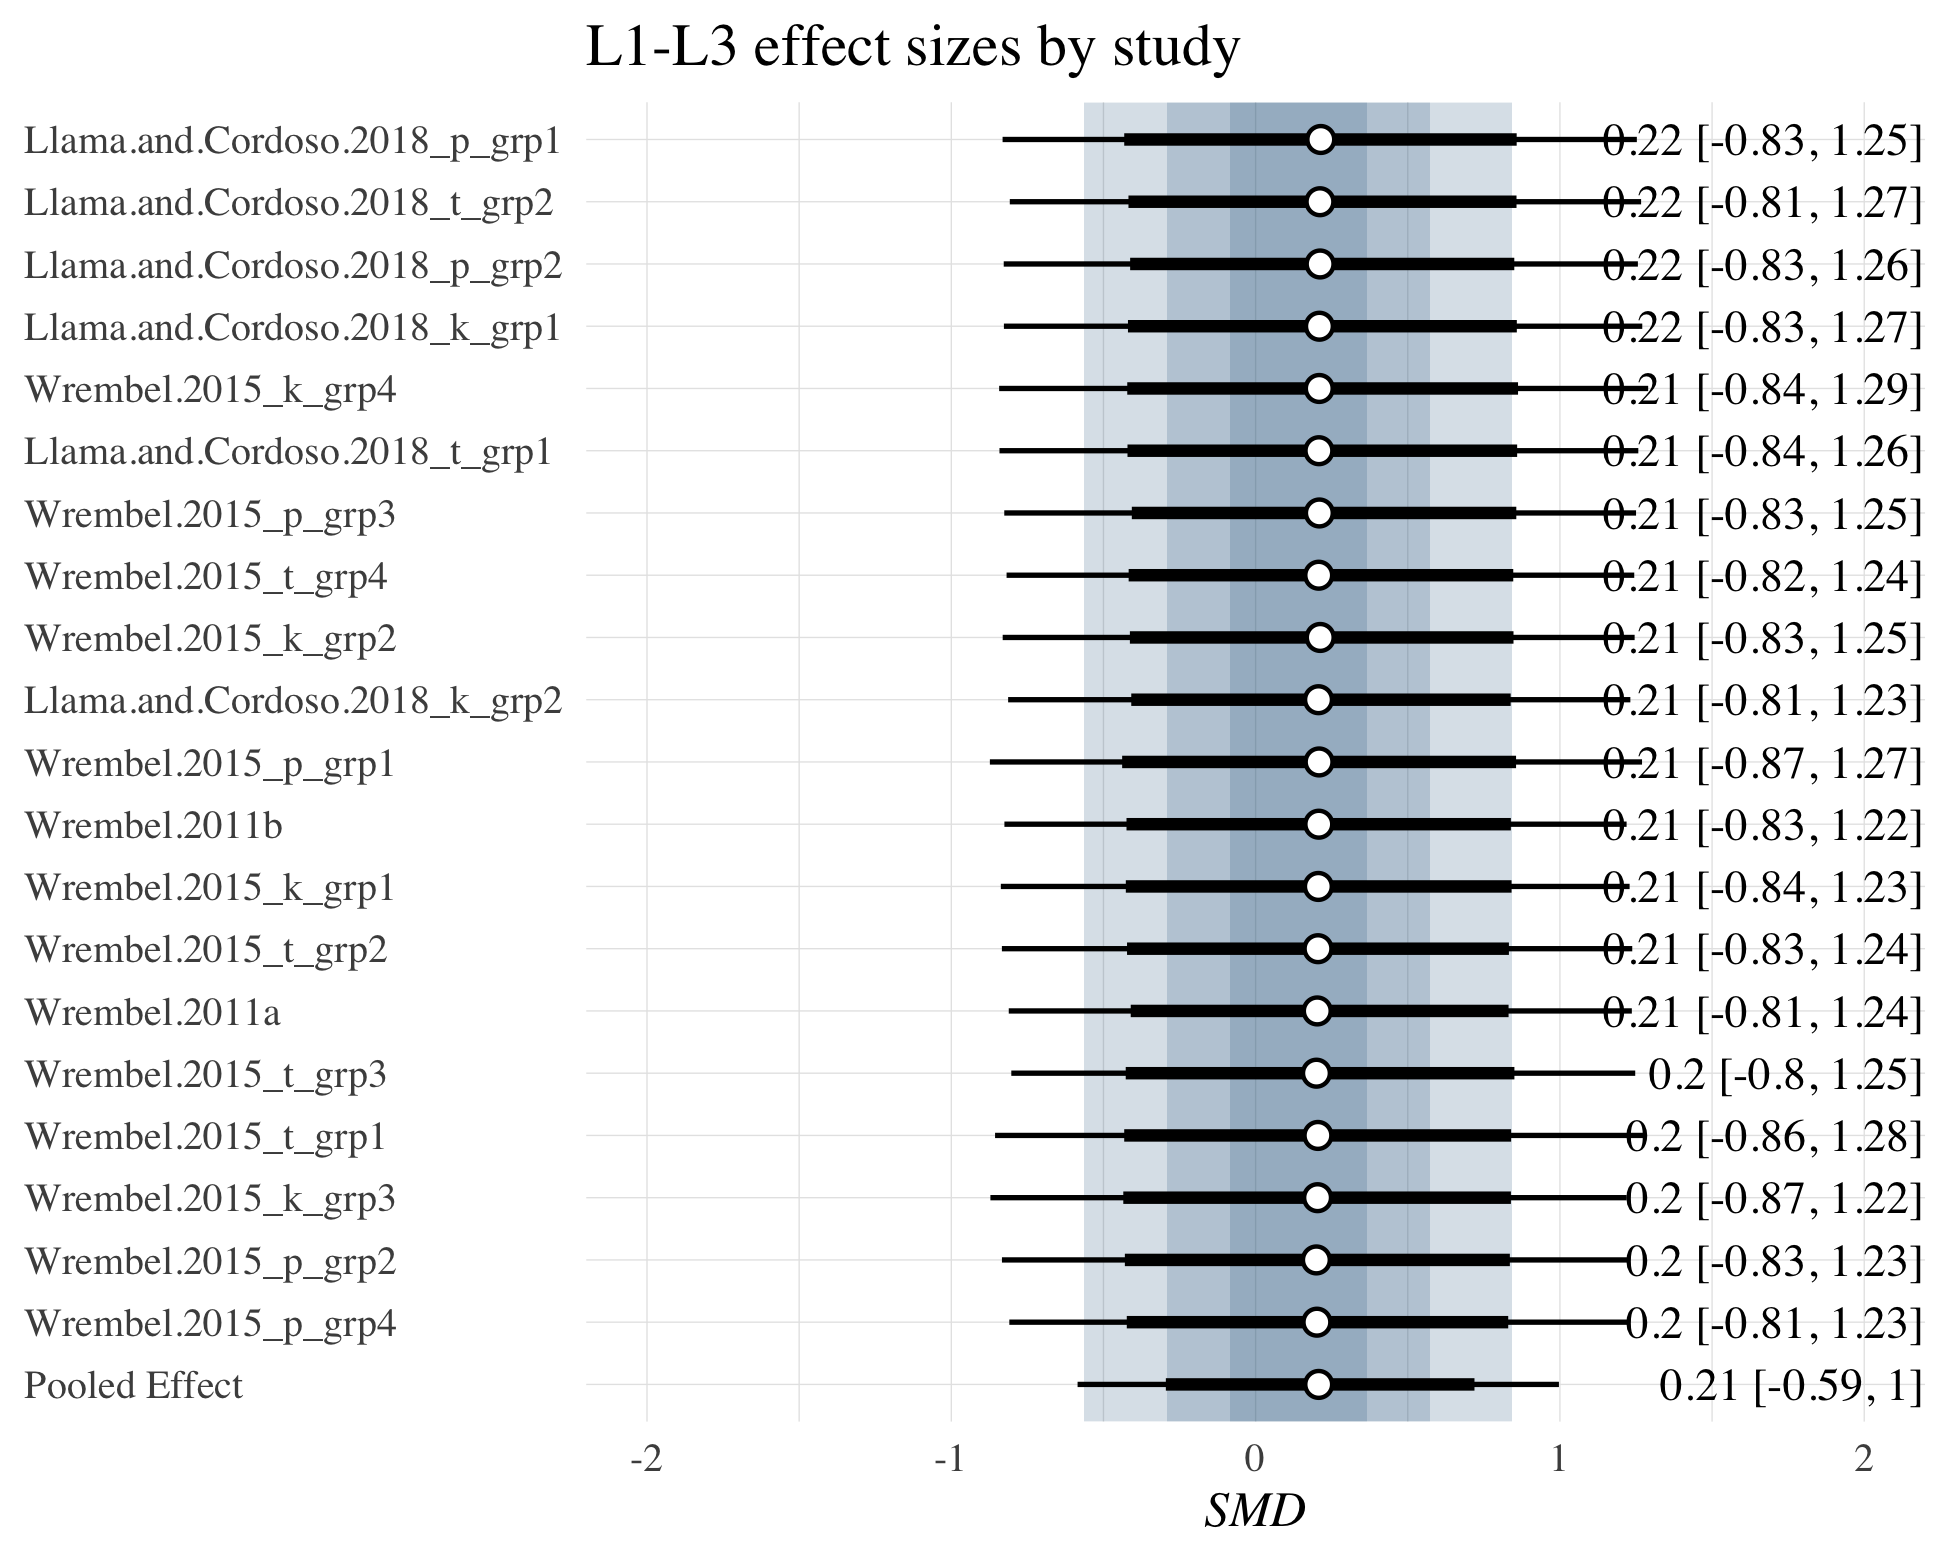 L1-L3 effect sizes by study
Llama.and.Cordoso.2018_p_grp1 0.22 [-0.83, 1.25]
Llama.and.Cordoso.2018_t_grp2 0.22 [-0.81, 1.27]
Llama.and.Cordoso.2018_p_grp2 0.22 [-0.83, 1.26]
Llama.and.Cordoso.2018_k_grp1 0.22 [-0.83, 1.27]
Wrembel.2015_k_grp4 0.21 [-0.84, 1.29]
Llama.and.Cordoso.2018_t_grp1 0.21 [-0.84, 1.26]
Wrembel.2015_p_grp3 0.21 [-0.83, 1.25]
Wrembel.2015_t_grp4 0.21 [-0.82, 1.24]
Wrembel.2015_k_grp2 0.21 [-0.83, 1.25]
Llama.and.Cordoso.2018_k_grp2 0.21 [-0.81, 1.23]
Wrembel.2015_p_grp1 0.21 [-0.87, 1.27]
Wrembel.2011b 0.21 [-0.83, 1.22]
Wrembel.2015_k_grp1 0.21 [-0.84, 1.23]
Wrembel.2015_t_grp2 0.21 [-0.83, 1.24]
Wrembel.2011a 0.21 [-0.81, 1.24]
Wrembel.2015_t_grp3 0.2 [-0.8, 1.25]
Wrembel.2015_t_grp1 0.2 [-0.86, 1.28]
Wrembel.2015_k_grp3 0.2 [-0.87, 1.22]
Wrembel.2015_p_grp2 0.2 [-0.83, 1.23]
Wrembel.2015_p_grp4 0.2 [-0.81, 1.23]
Pooled Effect 0.21 [-0.59, 1]
-2 -1 0 1 2
SMD